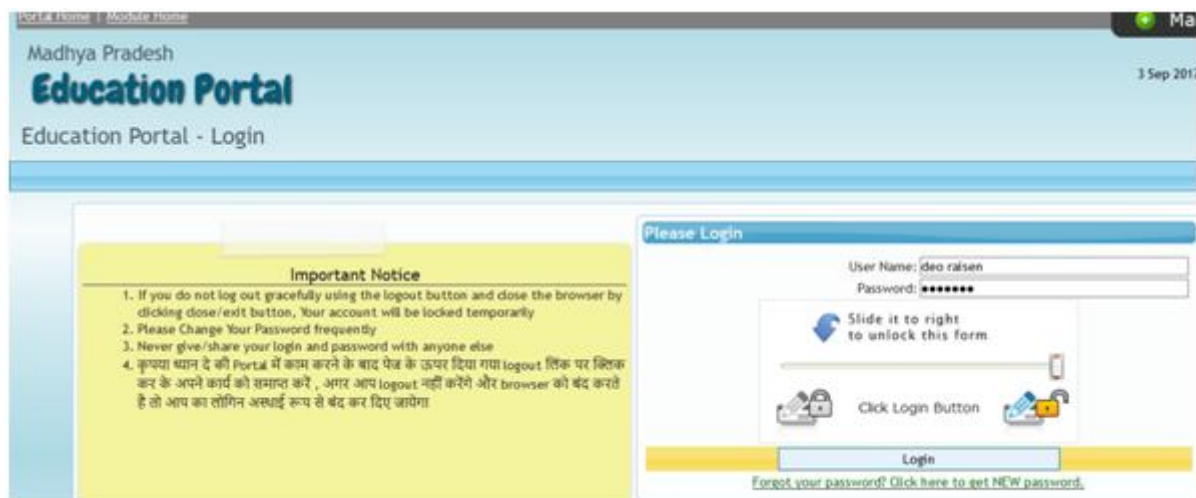 Portal Home | Module Home
Ma
Madhya Pradesh
Education Portal
3 Sep 2017
Education Portal - Login
Please Login
Important Notice
1. If you do not log out gracefully using the logout button and close the browser by
clicking close/exit button, Your account will be locked temporarily
2. Please Change Your Password frequently
3. Never give/share your login and password with anyone else
4. कृपया ध्यान दे की Portal में काम करने के बाद पेज के ऊपर दिया गया logout लिंक पर क्लिक
कर के अपने कार्य को समाप्त करें , अगर आप logout नहीं करेंगे और browser को बंद करते
है तो आप का लोगिन अस्थाई रूप से बंद कर दिए जायेगा
User Name: deo raisen
Password: •••••••
Slide it to right
to unlock this form
Click Login Button
Login
Forgot your password? Click here to get NEW password.